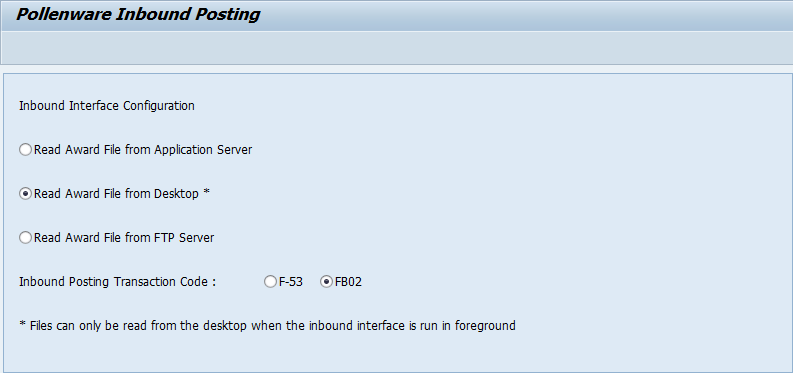 Pollenware Inbound Posting
Inbound Interface Configuration
Read Award File from Application Server
Read Award File from Desktop *
Read Award File from FTP Server
Inbound Posting Transaction Code : F-53 FB02
* Files can only be read from the desktop when the inbound interface is run in foreground